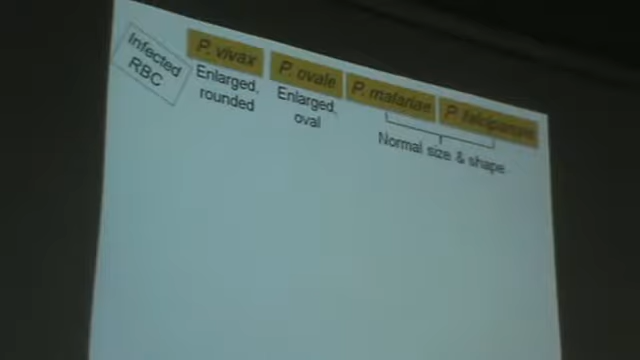 Infected
RBC
P. vivax
Enlarged,
rounded
P. ovale
Enlarged,
oval
P. malariae
P. falciparum
Normal size & shape